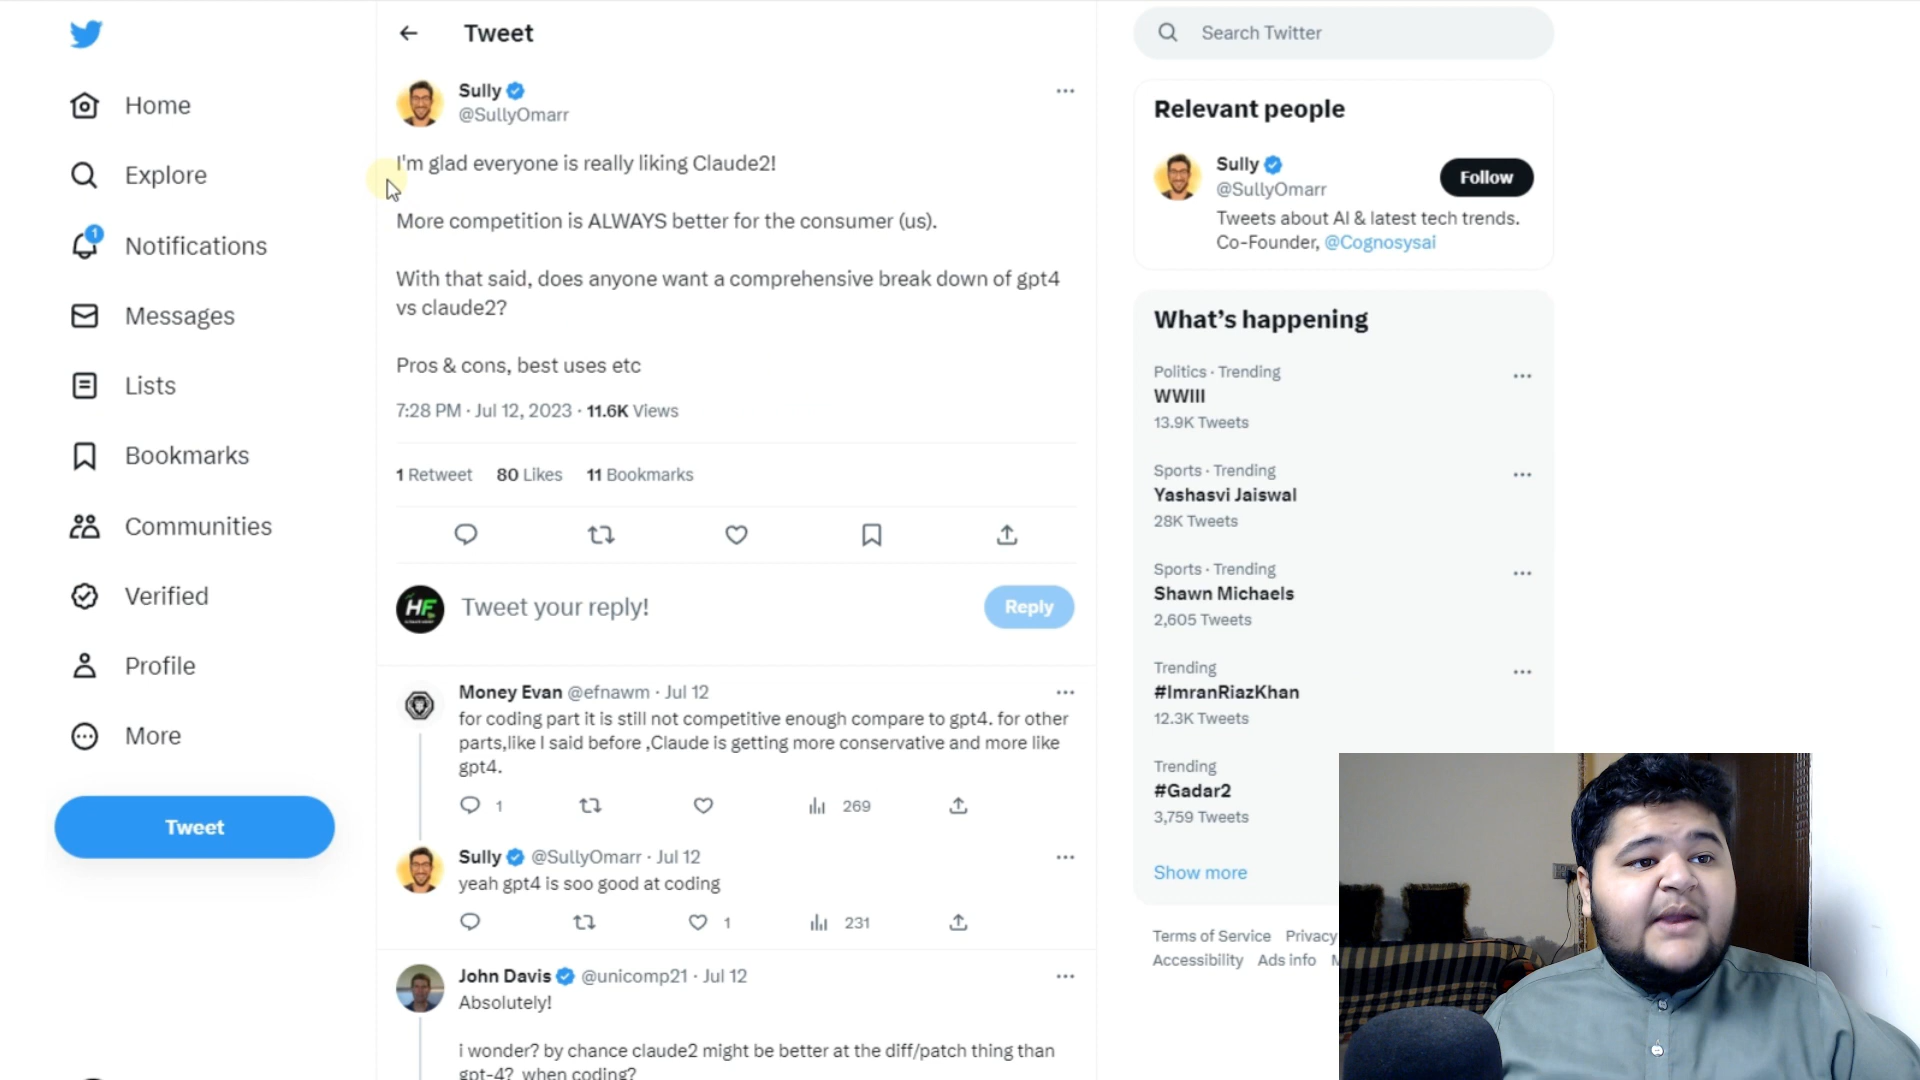 Home
Explore
1
Notifications
Messages
Lists
Bookmarks
Communities
Verified
Profile
More
Tweet
Tweet
Sully
@SullyOmarr
I'm glad everyone is really liking Claude2!
More competition is ALWAYS better for the consumer (us).
With that said, does anyone want a comprehensive break down of gpt4
vs claude2?
Pros & cons, best uses etc
7:28 PM · Jul 12, 2023 · 11.6K Views
1 Retweet 80 Likes 11 Bookmarks
HF
Tweet your reply!
Reply
Money Evan @efnawm · Jul 12
for coding part it is still not competitive enough compare to gpt4. for other
parts,like I said before ,Claude is getting more conservative and more like
gpt4.
1 269
Sully @SullyOmarr · Jul 12
yeah gpt4 is soo good at coding
1 231
John Davis @unicomp21 · Jul 12
Absolutely!
i wonder? by chance claude2 might be better at the diff/patch thing than
gpt-4? when coding?
Search Twitter
Relevant people
Sully
@SullyOmarr
Follow
Tweets about AI & latest tech trends.
Co-Founder, @Cognosysai
What's happening
Politics · Trending
WWIII
13.9K Tweets
Sports · Trending
Yashasvi Jaiswal
28K Tweets
Sports · Trending
Shawn Michaels
2,605 Tweets
Trending
#ImranRiazKhan
12.3K Tweets
Trending
#Gadar2
3,759 Tweets
Show more
Terms of Service Privacy
Accessibility Ads info